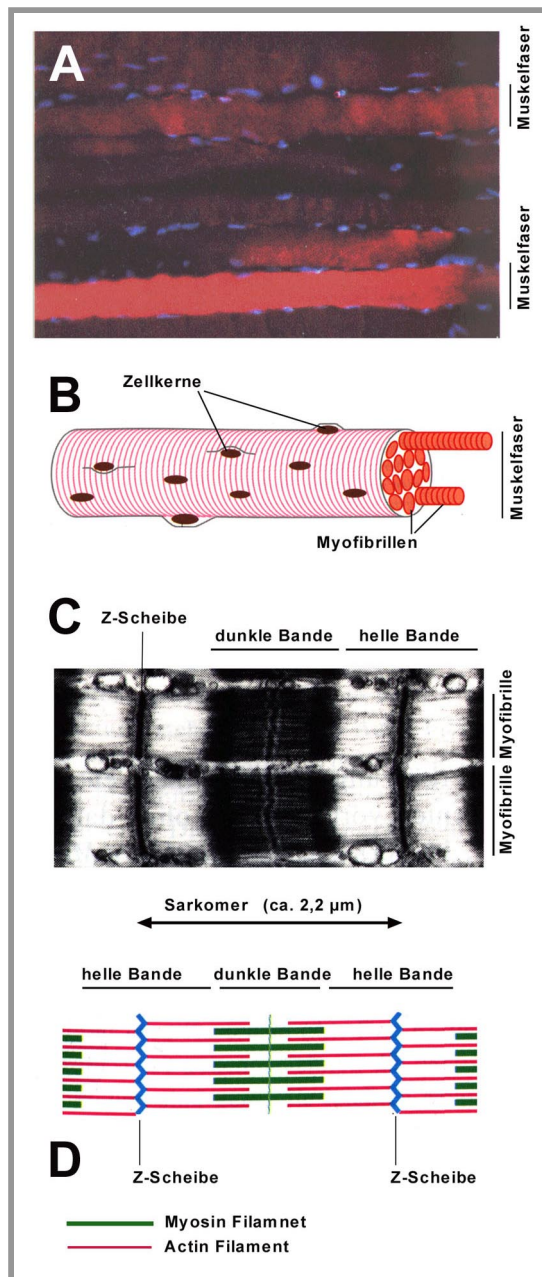 A
Muskelfaser
Muskelfaser
B
Zellkerne
Muskelfaser
Myofibrillen
C
Z-Scheibe
dunkle Bande
helle Bande
Myofibrille
Myofibrille
Sarkomer (ca. 2,2 µm)
helle Bande
dunkle Bande
helle Bande
D
Z-Scheibe
Z-Scheibe
Myosin Filamnet
Actin Filament